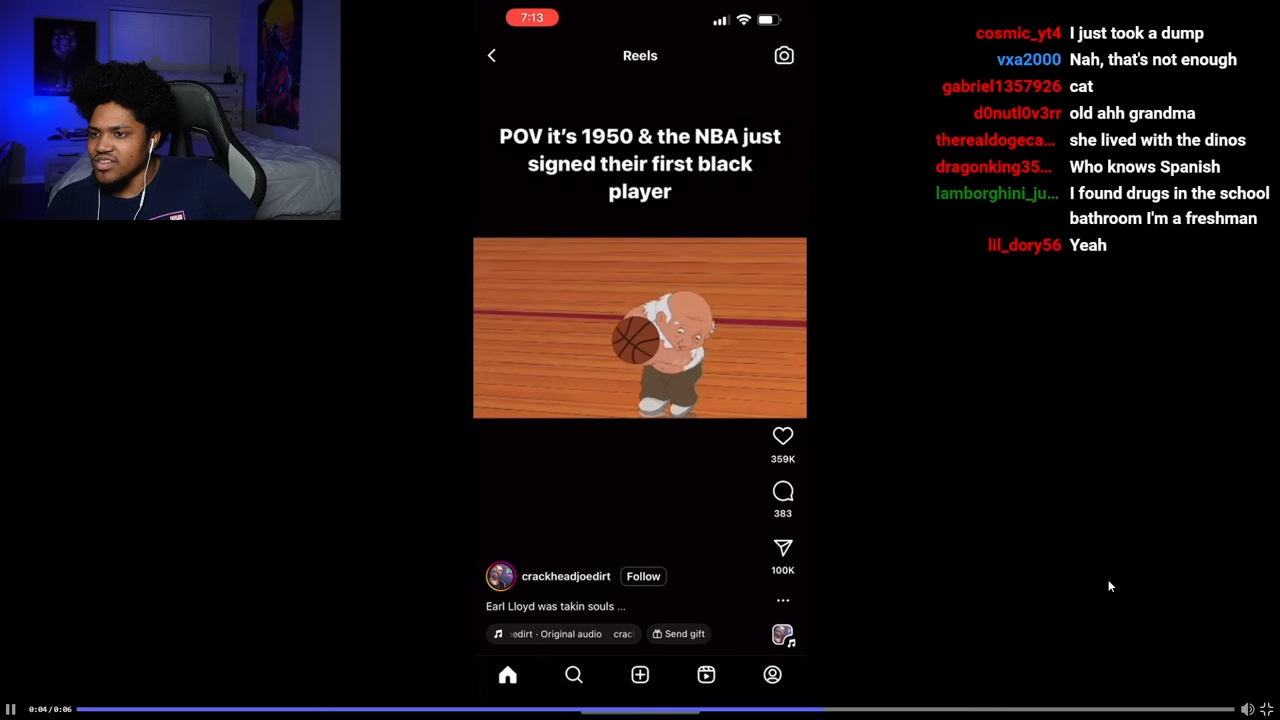 7:13
Reels
POV it's 1950 & the NBA just
signed their first black
player
359K
383
100K
crackheadjoedirt
Follow
Earl Lloyd was takin souls ...
edirt · Original audio crac
Send gift
cosmic_yt4 I just took a dump
vxa2000 Nah, that's not enough
gabriel1357926 cat
d0nutl0v3rr old ahh grandma
therealdogeca... she lived with the dinos
dragonking35... Who knows Spanish
lamborghini_ju... I found drugs in the school
bathroom I'm a freshman
lil_dory56 Yeah
0:04/0:06